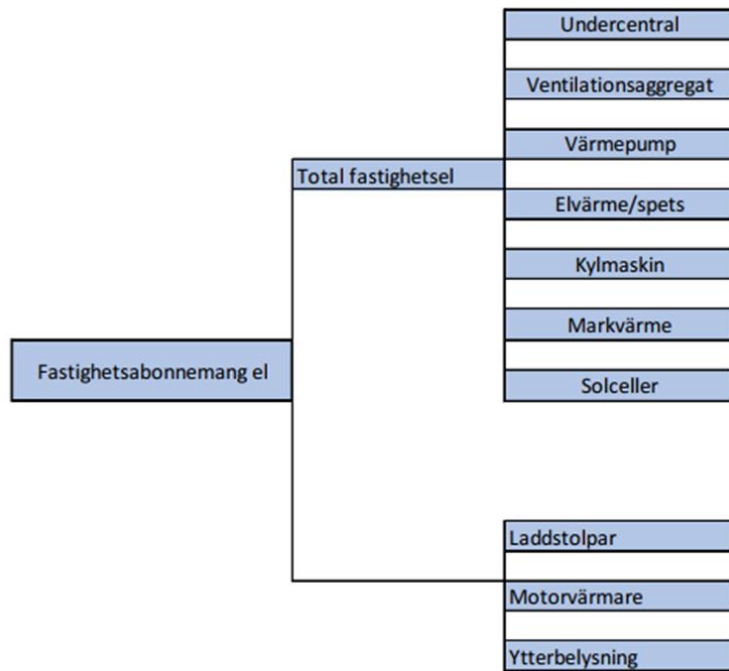 Undercentral
Ventilationsaggregat
Värmepump
Total fastighetsel
Elvärme/spets
Kylmaskin
Markvärme
Fastighetsabonnemang el
Solceller
Laddstolpar
Motorvärmare
Ytterbelysning